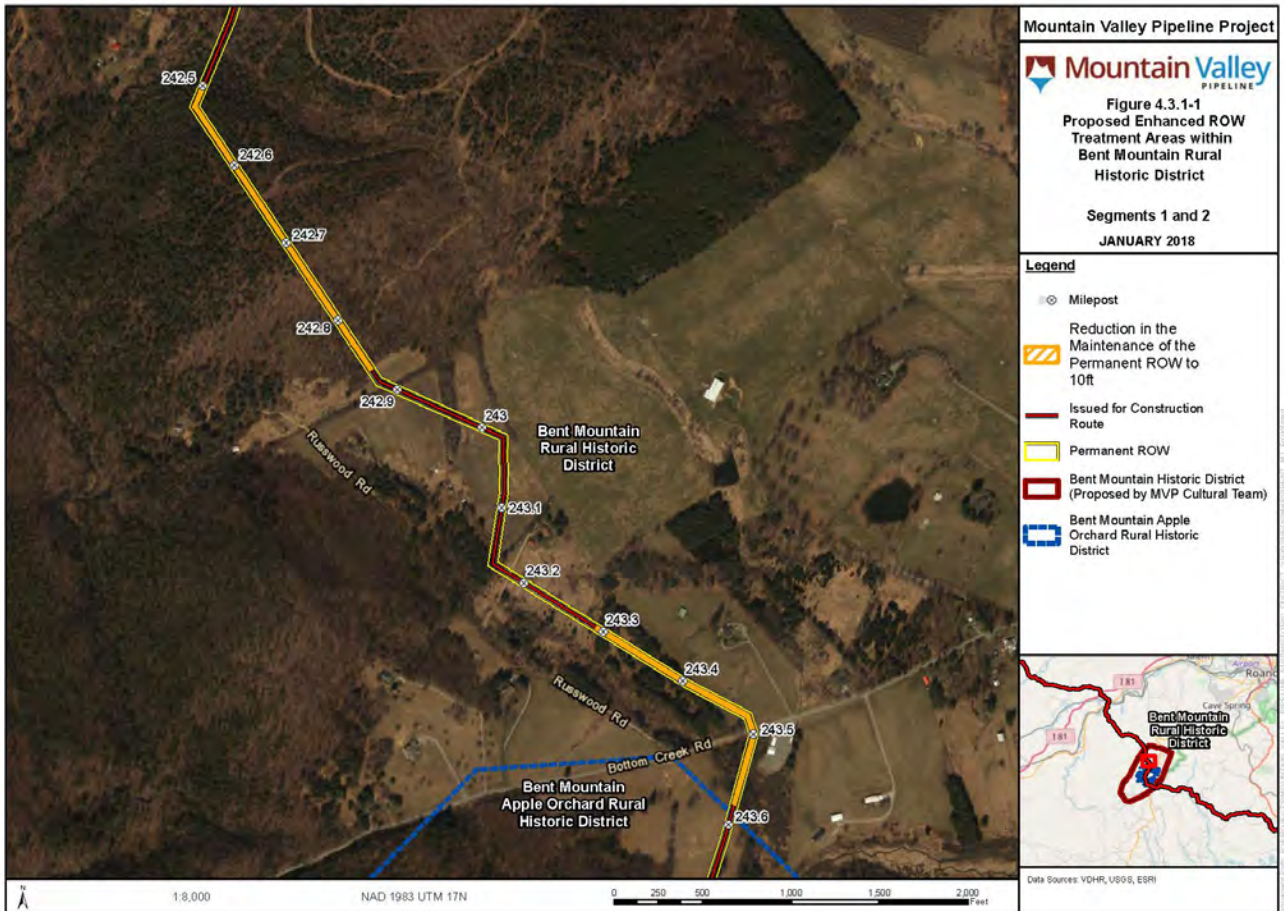 242.5
242.6
242.7
242.8
242.9
243
Bent Mountain
Rural Historic
District
Russwood Rd
243.1
243.2
243.3
243.4
Russwood Rd
243.5
Bottom Creek Rd
Bent Mountain
Apple Orchard Rural
Historic District
243.6
N
1:8,000
NAD 1983 UTM 17N
0 250 500 1,000 1,500 2,000
Feet
Mountain Valley Pipeline Project
Mountain Valley
PIPELINE
Figure 4.3.1-1
Proposed Enhanced ROW
Treatment Areas within
Bent Mountain Rural
Historic District
Segments 1 and 2
JANUARY 2018
Legend
Milepost
Reduction in the
Maintenance of the
Permanent ROW to
10ft
Issued for Construction
Route
Permanent ROW
Bent Mountain Historic District
(Proposed by MVP Cultural Team)
Bent Mountain Apple
Orchard Rural Historic
District
Airport
Roano
I 81
Cave Spring
I 81
Bent Mountain
Rural Historic
District
Data Sources: VDHR, USGS, ESRI